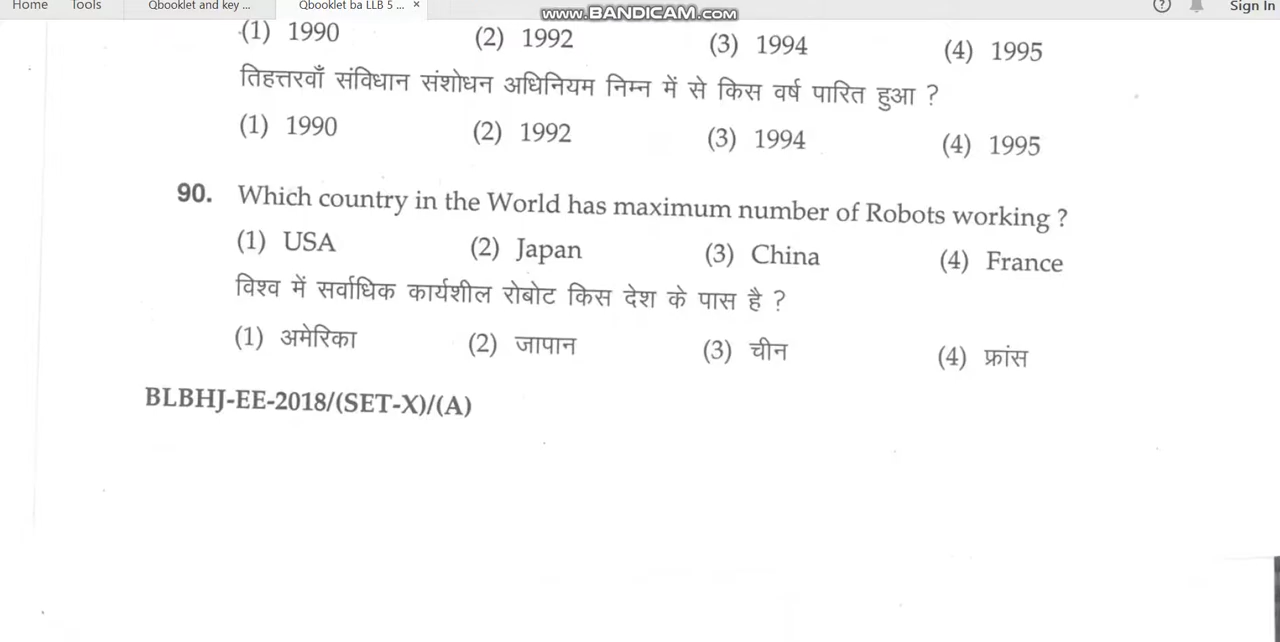 Home Tools Qbooklet and key ... Qbooklet ba LLB 5 ... × Sign In
www.BANDICAM.com
(1) 1990 (2) 1992 (3) 1994 (4) 1995
तिहत्तरवाँ संविधान संशोधन अधिनियम निम्न में से किस वर्ष पारित हुआ ?
(1) 1990 (2) 1992 (3) 1994 (4) 1995
90. Which country in the World has maximum number of Robots working ?
(1) USA (2) Japan (3) China (4) France
विश्व में सर्वाधिक कार्यशील रोबोट किस देश के पास है ?
(1) अमेरिका (2) जापान (3) चीन (4) फ्रांस
BLBHJ-EE-2018/(SET-X)/(A)